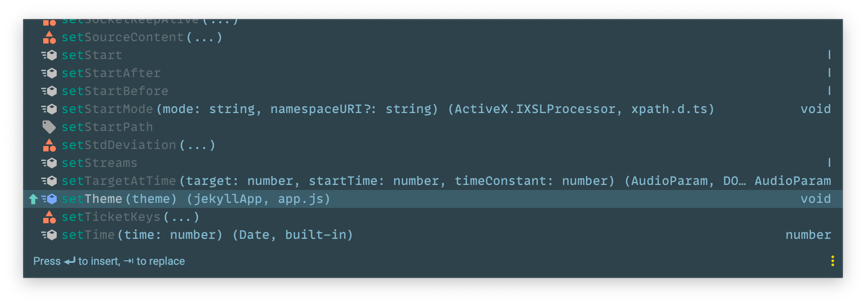 setSocketKeepAlive(...)
setSourceContent(...)
setStart I
setStartAfter I
setStartBefore I
setStartMode(mode: string, namespaceURI?: string) (ActiveX.IXSLProcessor, xpath.d.ts) void
setStartPath
setStdDeviation(...)
setStreams I
setTargetAtTime(target: number, startTime: number, timeConstant: number) (AudioParam, DO… AudioParam
setTheme(theme) (jekyllApp, app.js) void
setTicketKeys(...)
setTime(time: number) (Date, built-in) number
Press ↵ to insert, ⇥ to replace